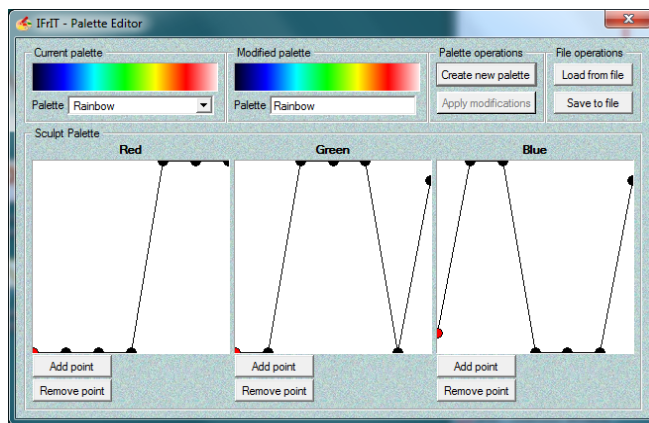 IFrIT - Palette Editor
Current palette
Modified palette
Palette operations
File operations
Create new palette
Load from file
Palette Rainbow
Palette Rainbow
Apply modifications
Save to file
Sculpt Palette
Red
Green
Blue
Add point
Add point
Add point
Remove point
Remove point
Remove point